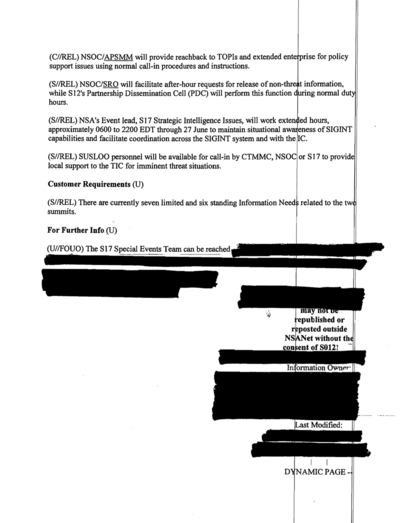 (C//REL) NSOC/APSMM will provide reachback to TOPIs and extended enterprise for policy
support issues using normal call-in procedures and instructions.
(S//REL) NSOC/SRO will facilitate after-hour requests for release of non-threat information,
while S12's Partnership Dissemination Cell (PDC) will perform this function during normal duty
hours.
(S//REL) NSA's Event lead, S17 Strategic Intelligence Issues, will work extended hours,
approximately 0600 to 2200 EDT through 27 June to maintain situational awareness of SIGINT
capabilities and facilitate coordination across the SIGINT system and with the IC.
(S//REL) SUSLOO personnel will be available for call-in by CTMMC, NSOC or S17 to provide
local support to the TIC for imminent threat situations.
Customer Requirements (U)
(S//REL) There are currently seven limited and six standing Information Needs related to the two
summits.
For Further Info (U)
(U//FOUO) The S17 Special Events Team can be reached
may not be
republished or
reposted outside
NSANet without the
consent of S0121
Information Owner:
Last Modified:
DYNAMIC PAGE --